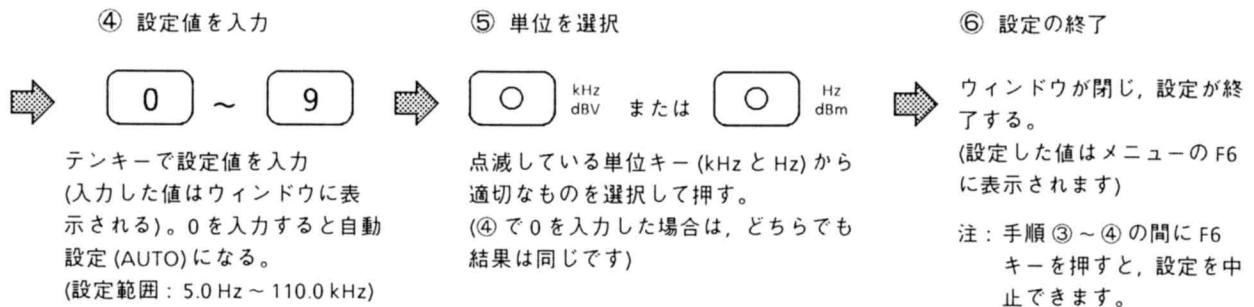 ④ 設定値を入力
0 ～ 9
テンキーで設定値を入力
(入力した値はウィンドウに表
示される)。0 を入力すると自動
設定 (AUTO) になる。
(設定範囲 : 5.0 Hz ～ 110.0 kHz)
⑤ 単位を選択
kHz
dBV
または
Hz
dBm
点滅している単位キー (kHz と Hz) から
適切なものを選択して押す。
(④ で 0 を入力した場合は, どちらでも
結果は同じです)
⑥ 設定の終了
ウィンドウが閉じ, 設定が終
了する。
(設定した値はメニューの F6
に表示されます)
注 : 手順 ③ ～ ④ の間に F6
キーを押すと, 設定を中
止できます。